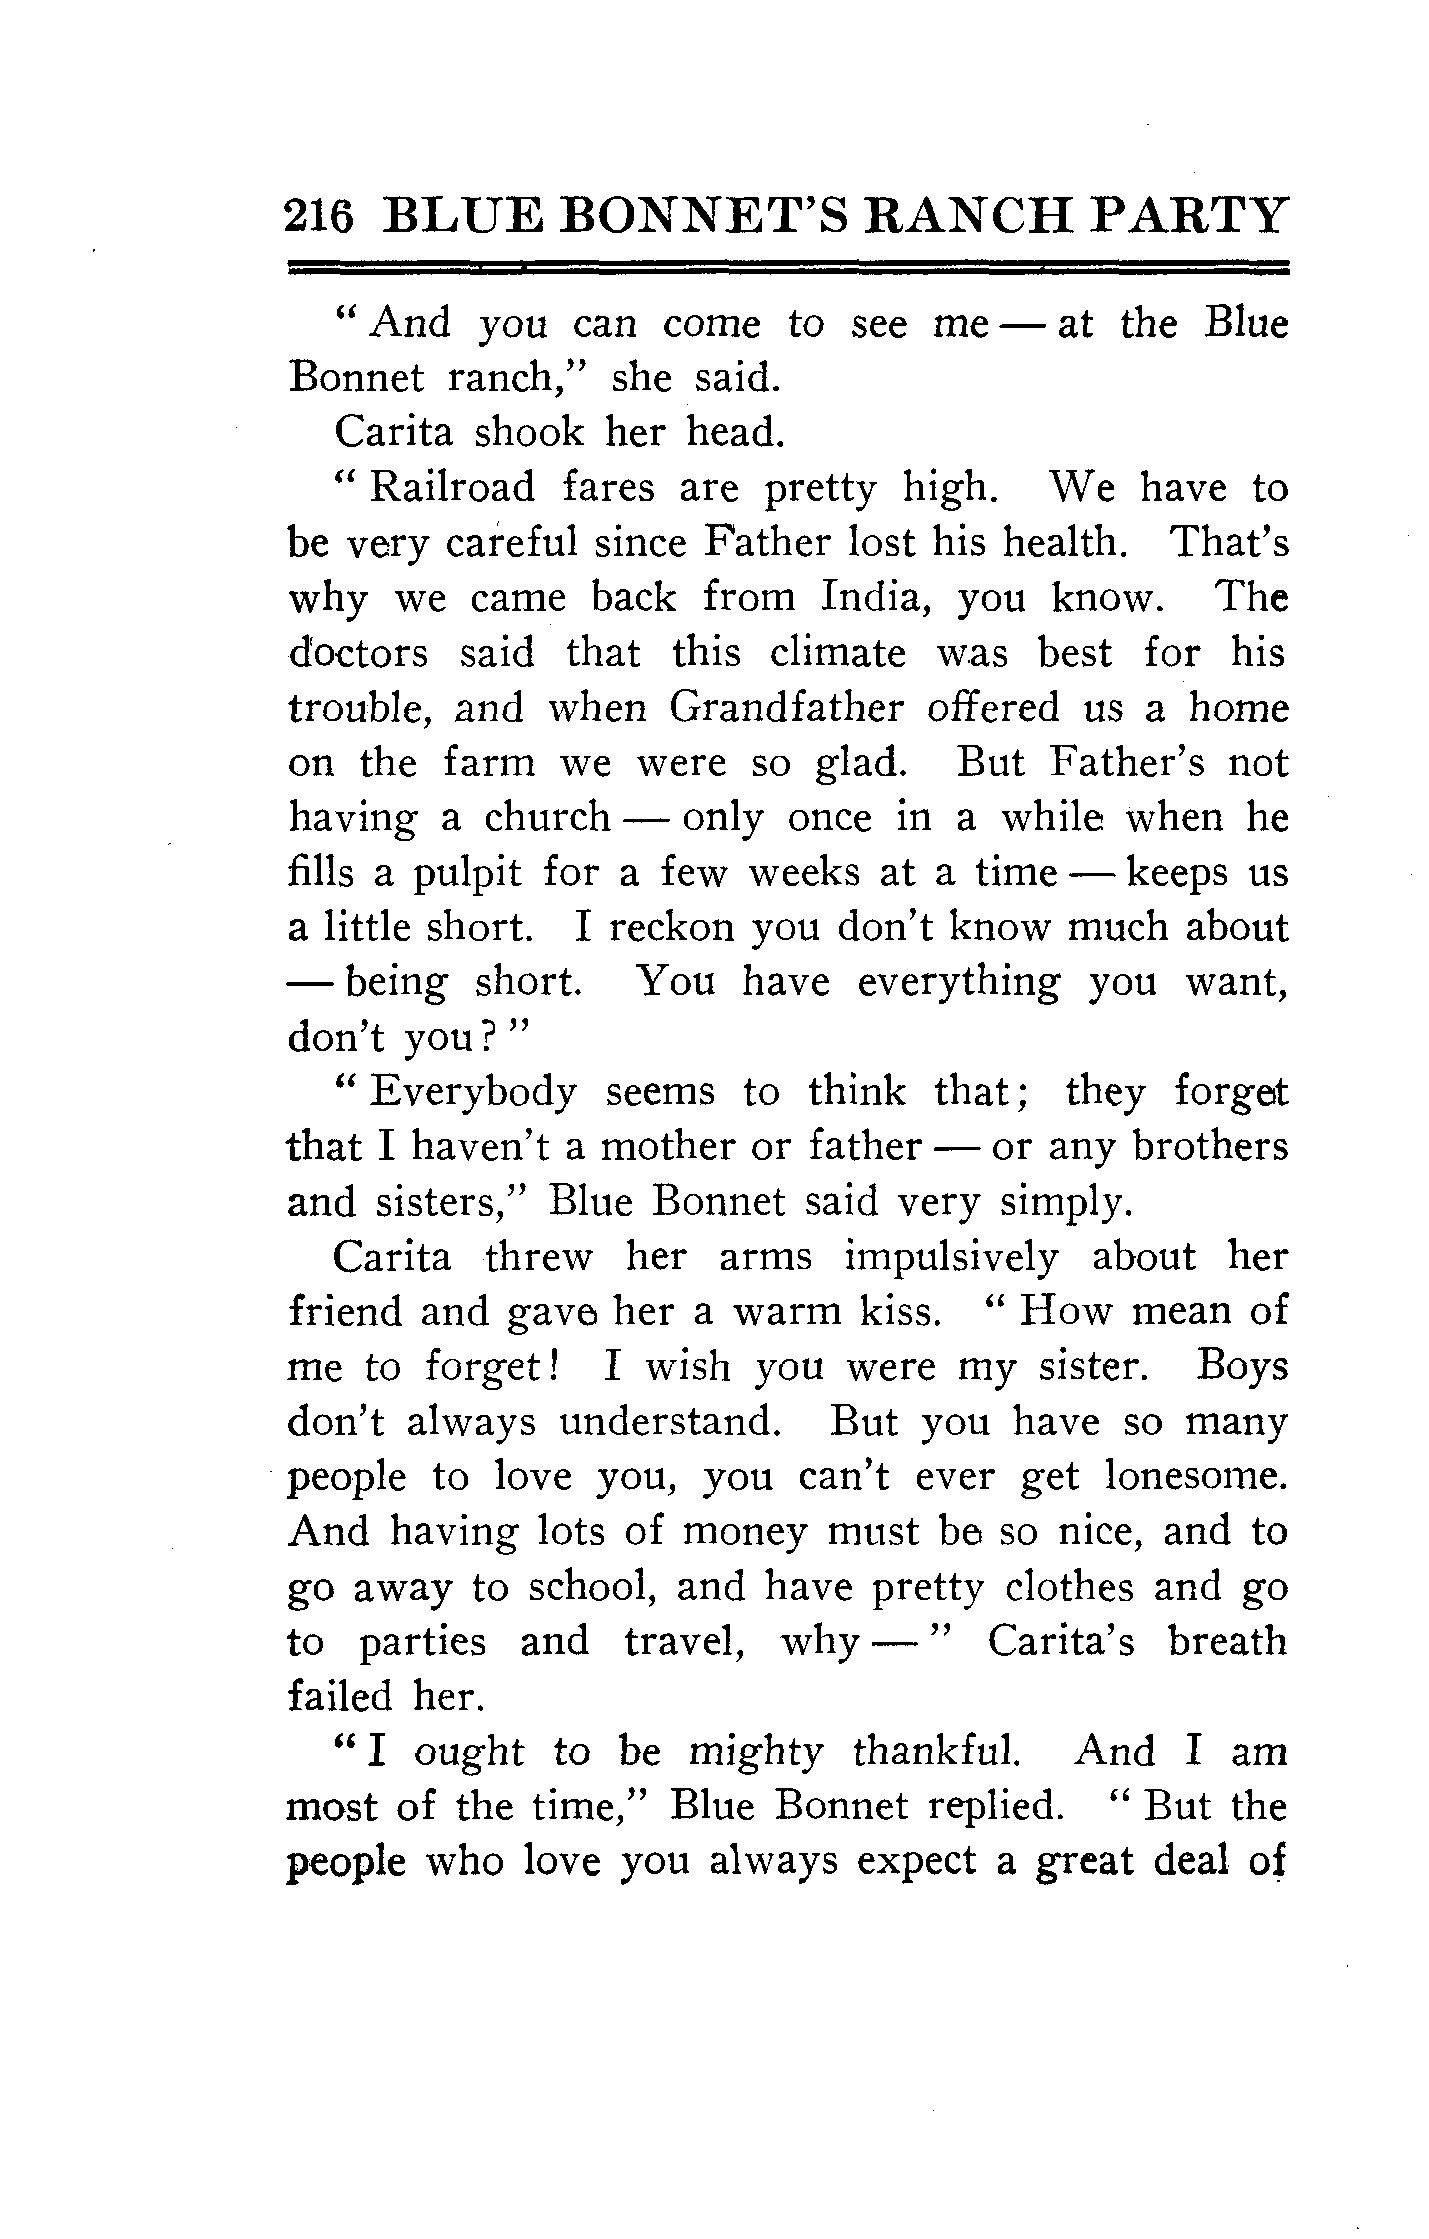 216 BLUE BONNET'S RANCH PARTY
" And you can come to see me — at the Blue
Bonnet ranch," she said.
Carita shook her head.
" Railroad fares are pretty high. We have to
be very careful since Father lost his health. That's
why we came back from India, you know. The
doctors said that this climate was best for his
trouble, and when Grandfather offered us a home
on the farm we were so glad. But Father's not
having a church — only once in a while when he
fills a pulpit for a few weeks at a time — keeps us
a little short. I reckon you don't know much about
— being short. You have everything you want,
don't you? "
" Everybody seems to think that; they forget
that I haven't a mother or father — or any brothers
and sisters," Blue Bonnet said very simply.
Carita threw her arms impulsively about her
friend and gave her a warm kiss. " How mean of
me to forget! I wish you were my sister. Boys
don't always understand. But you have so many
people to love you, you can't ever get lonesome.
And having lots of money must be so nice, and to
go away to school, and have pretty clothes and go
to parties and travel, why — " Carita's breath
failed her.
" I ought to be mighty thankful. And I am
most of the time," Blue Bonnet replied. " But the
people who love you always expect a great deal of